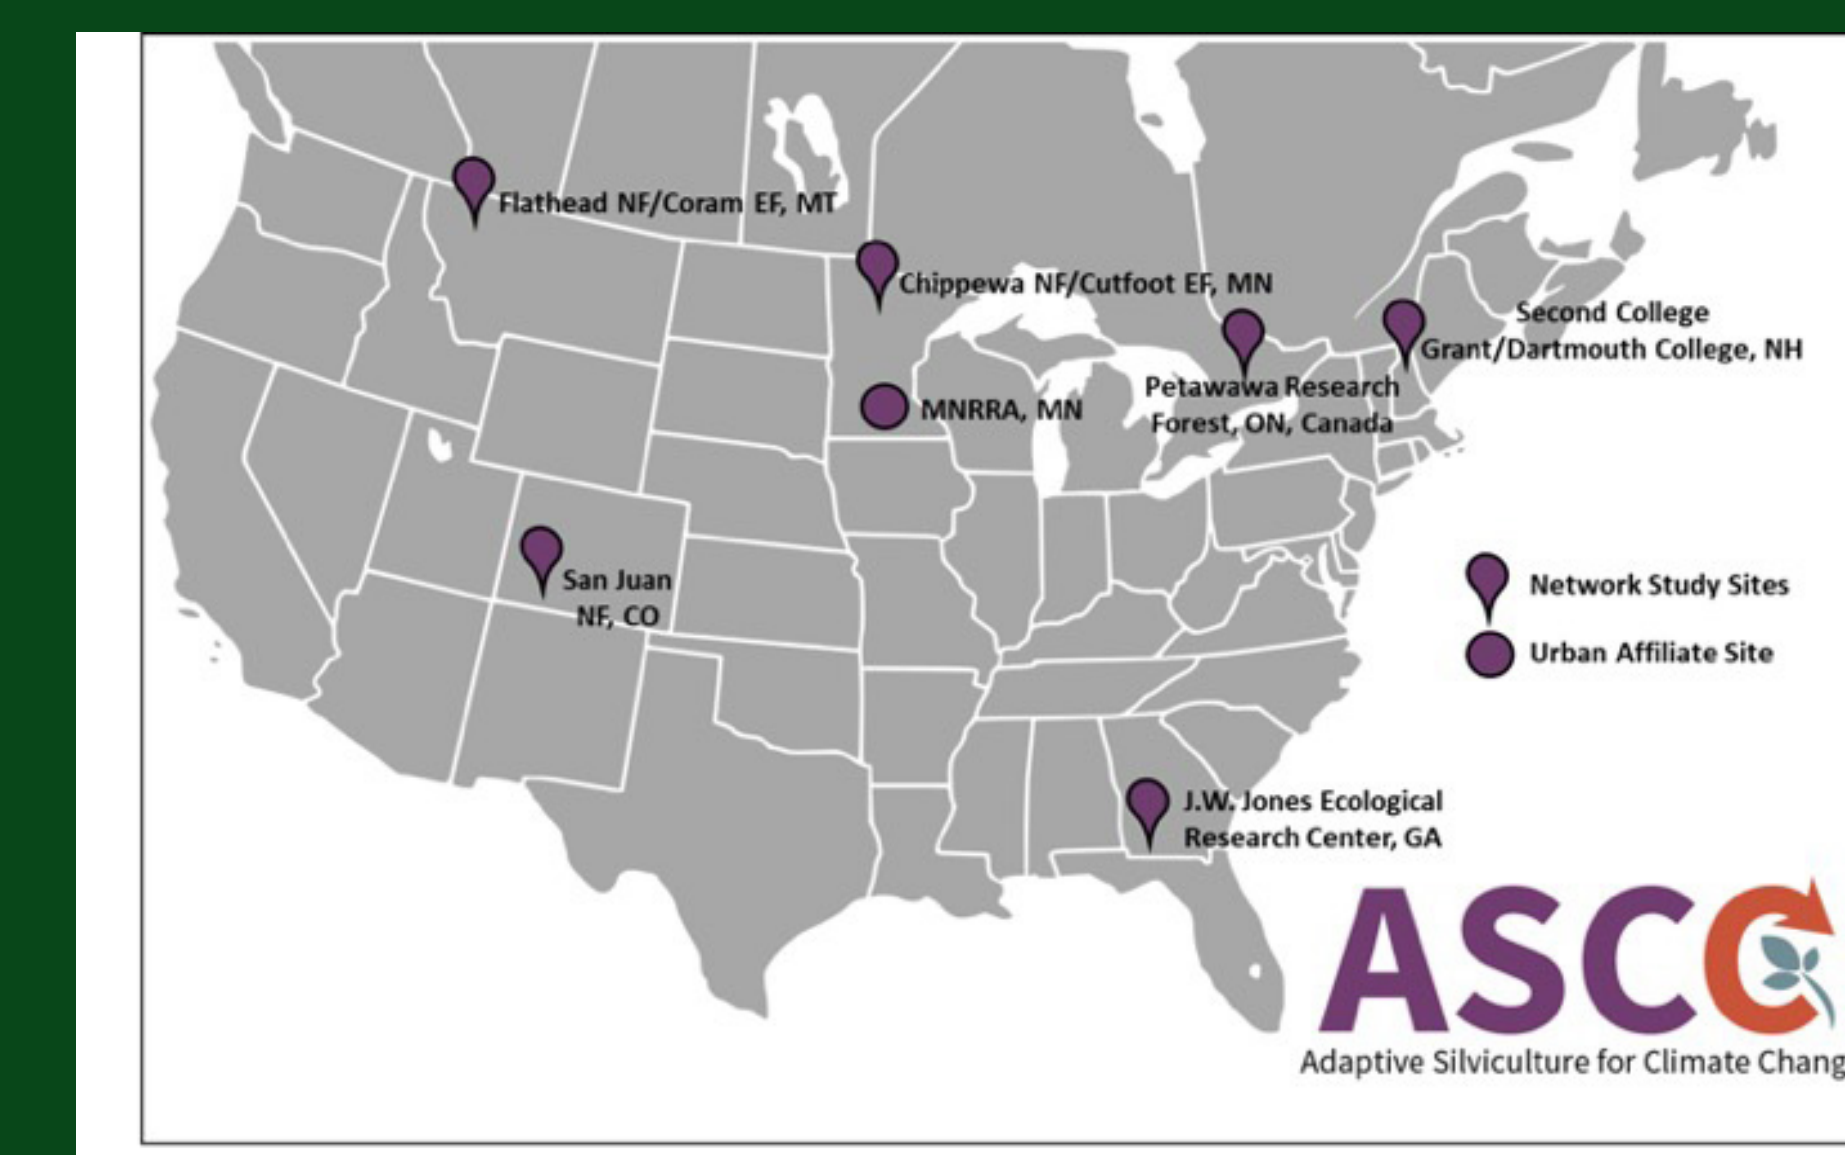 Flathead NF/Coram EF, MT
Chippewa NF/Cutfoot EF, MN
Second College
Grant/Dartmouth College, NH
Petawawa Research
Forest, ON, Canada
MNRRA, MN
San Juan
NF, CO
Network Study Sites
Urban Affiliate Site
J.W. Jones Ecological
Research Center, GA
ASCC
Adaptive Silviculture for Climate Chang